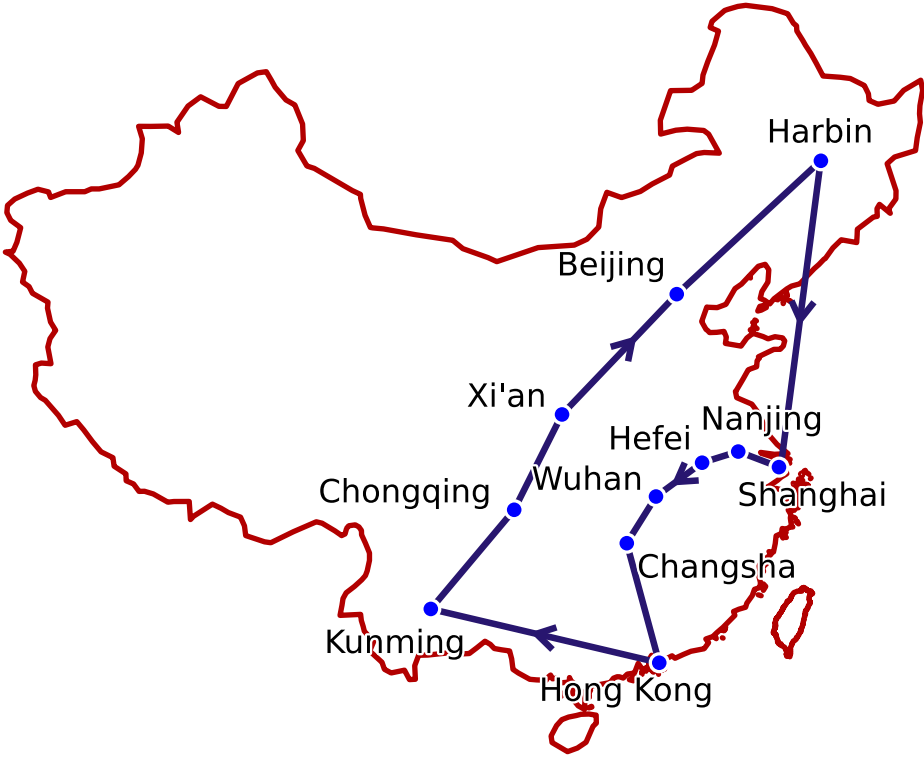 Harbin
Beijing
Xi'an
Nanjing
Hefei
Wuhan
Chongqing
Shanghai
Changsha
Kunming
Hong Kong